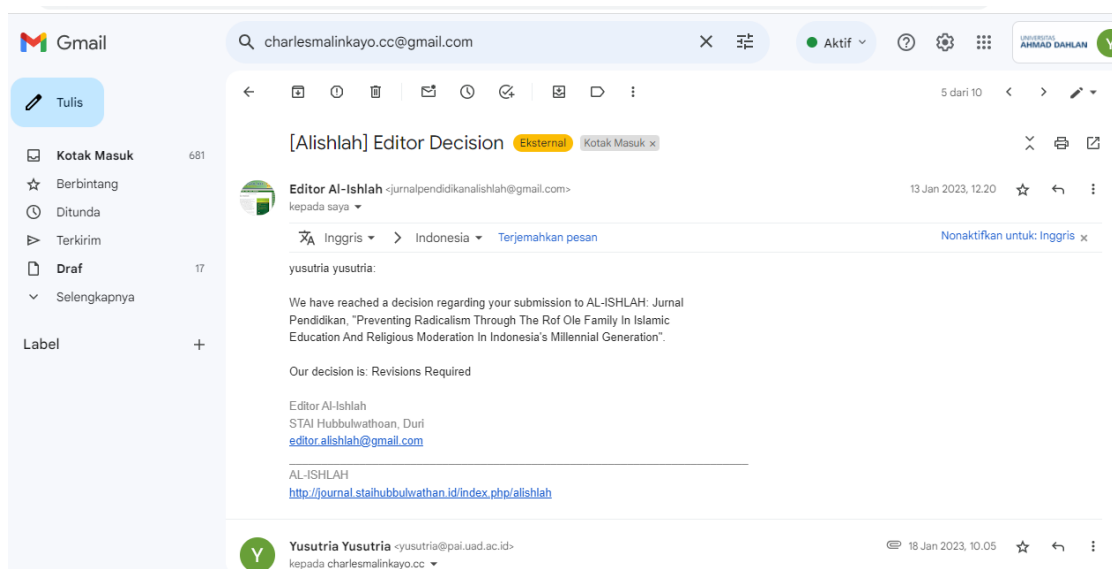 Gmail
charlesmalinkayo.cc@gmail.com
Aktif
UNIVERSITAS
AHMAD DAHLAN
Y
Tulis
5 dari 10
Kotak Masuk 681
Berbintang
Ditunda
Terkirim
Draf 17
Selengkapnya
Label
[Alishlah] Editor Decision Eksternal Kotak Masuk ×
Editor Al-Ishlah <jurnalpendidikanalishlah@gmail.com> 13 Jan 2023, 12.20
kepada saya
Inggris > Indonesia Terjemahkan pesan Nonaktifkan untuk: Inggris ×
yusutria yusutria:
We have reached a decision regarding your submission to AL-ISHLAH: Jurnal
Pendidikan, "Preventing Radicalism Through The Rof Ole Family In Islamic
Education And Religious Moderation In Indonesia's Millennial Generation".
Our decision is: Revisions Required
Editor Al-Ishlah
STAI Hubbulwathoan, Duri
editor.alishlah@gmail.com
AL-ISHLAH
http://journal.staihubbulwathan.id/index.php/alishlah
Y
Yusutria Yusutria <yusutria@pai.uad.ac.id> 18 Jan 2023, 10.05
kepada charlesmalinkayo.cc